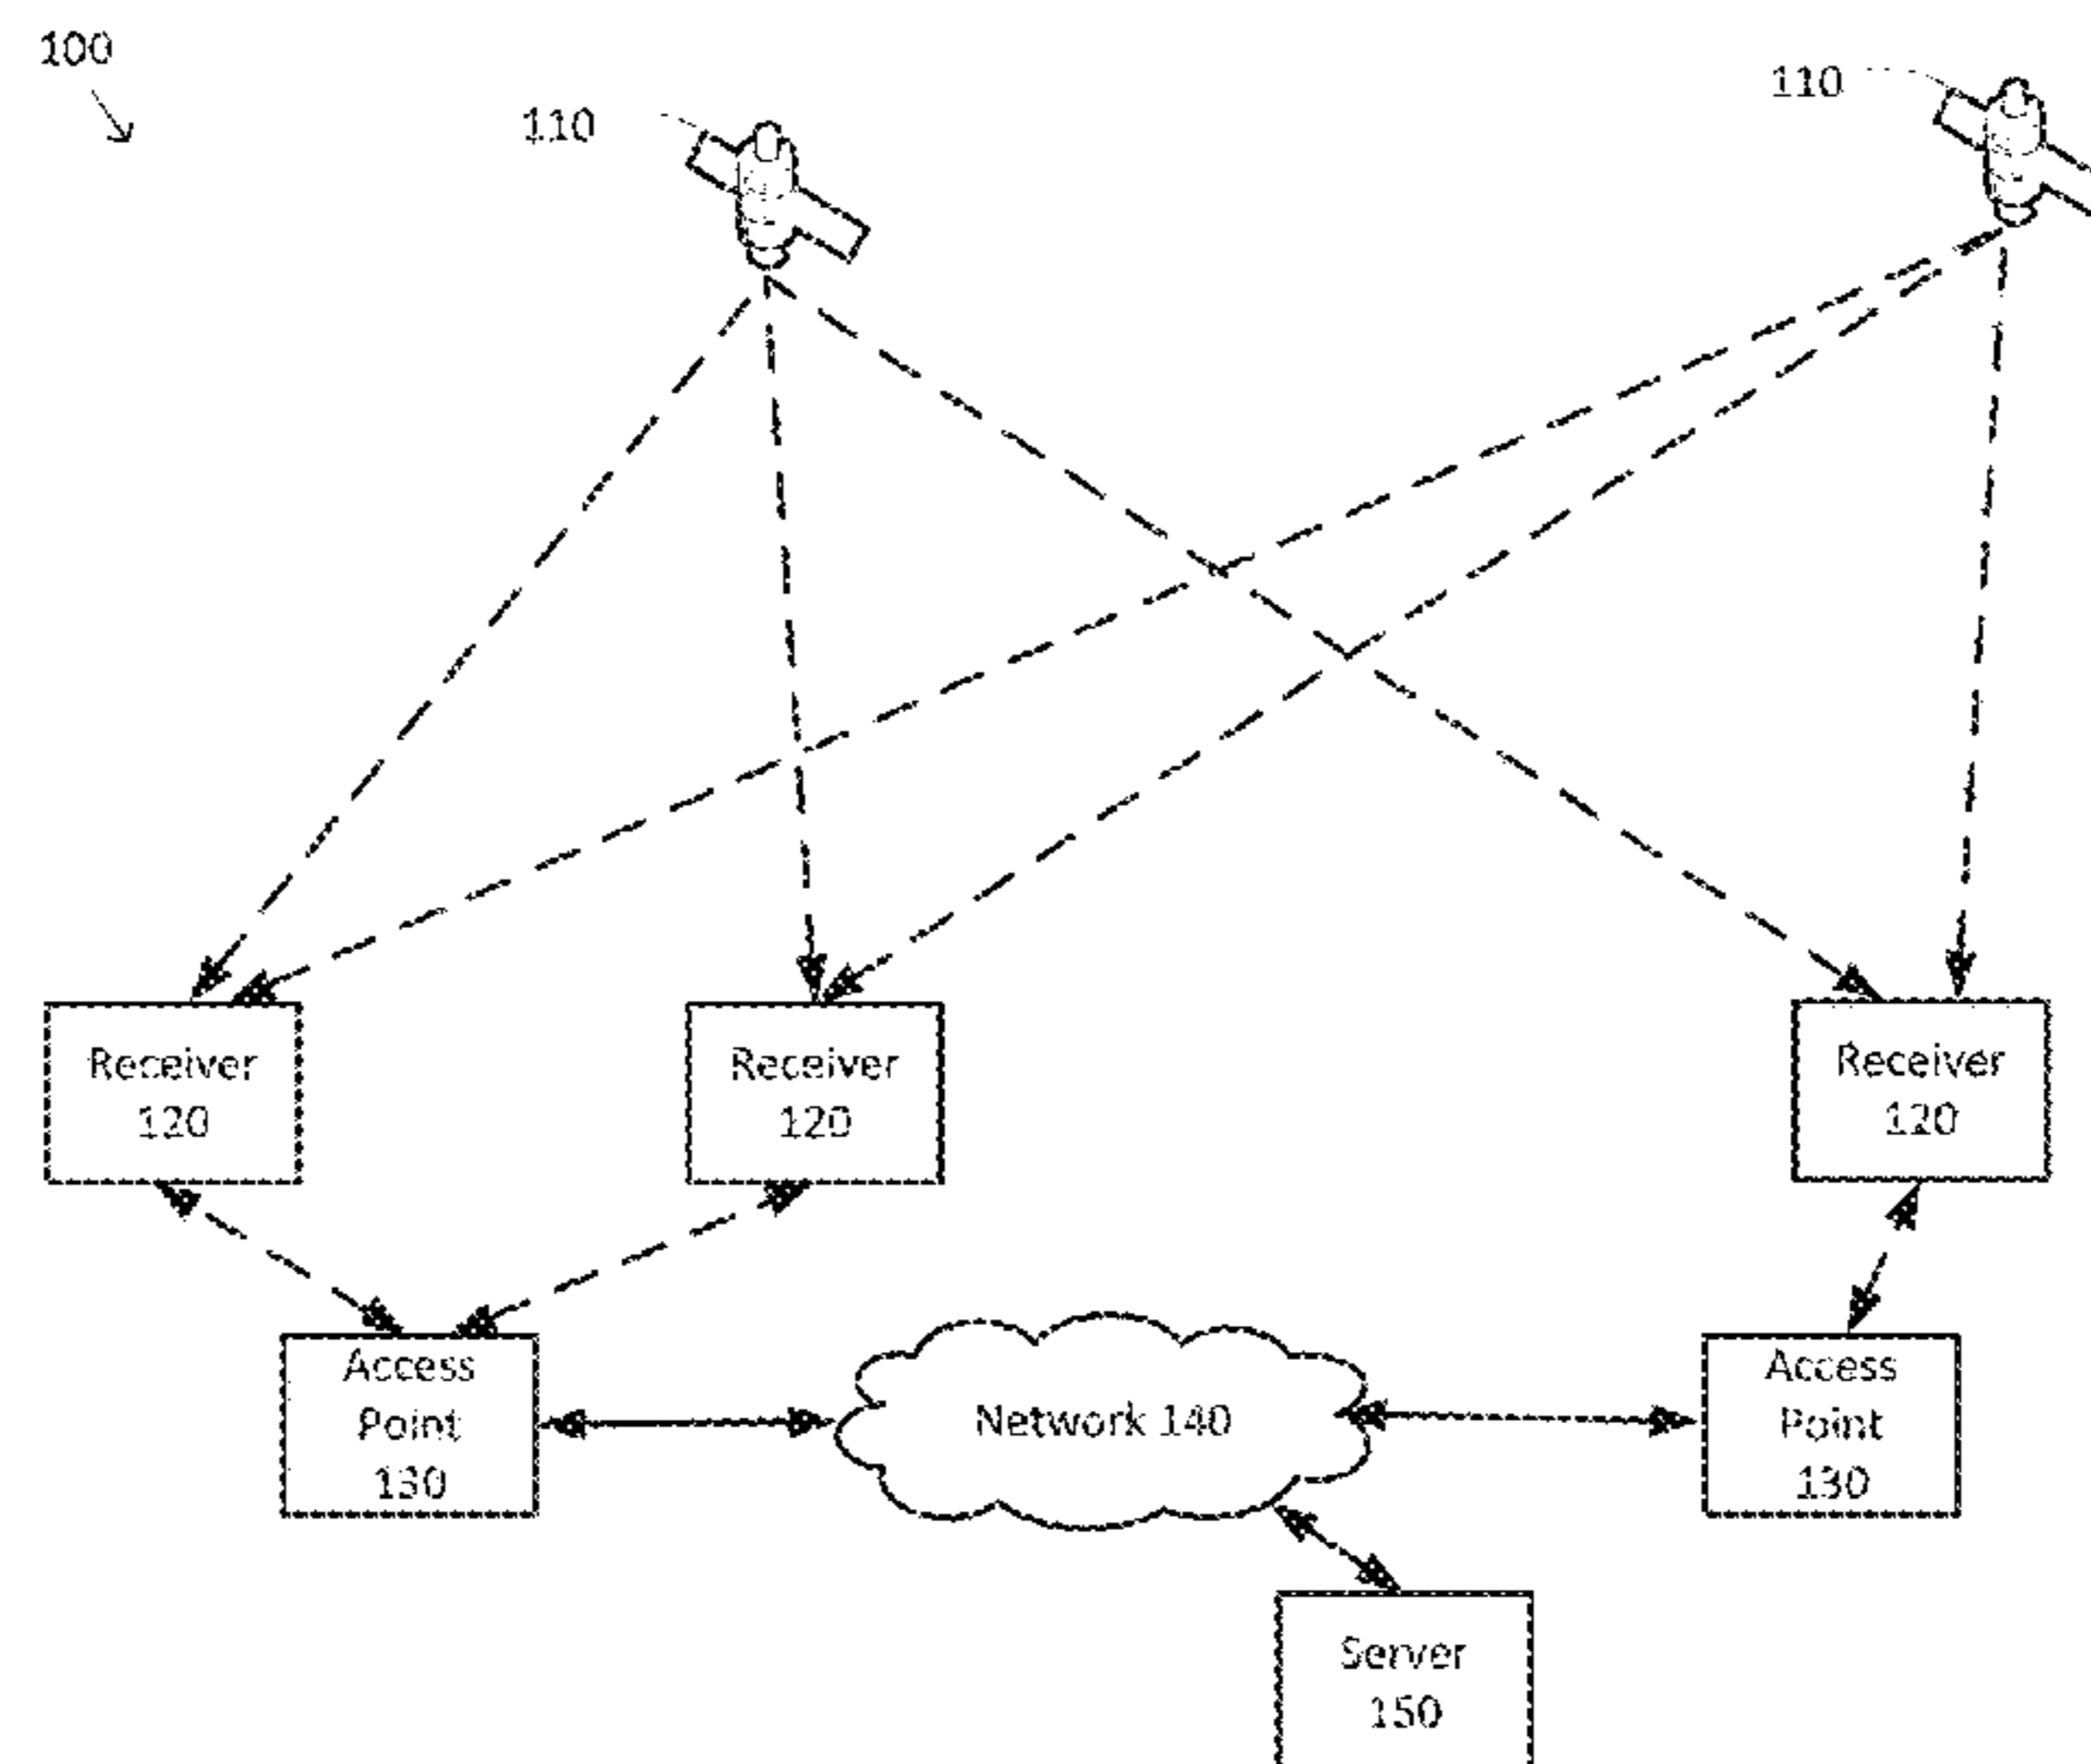 100
110
110
Receiver
120
Receiver
120
Receiver
120
Access
Point
130
Network 140
Access
Point
130
Server
150